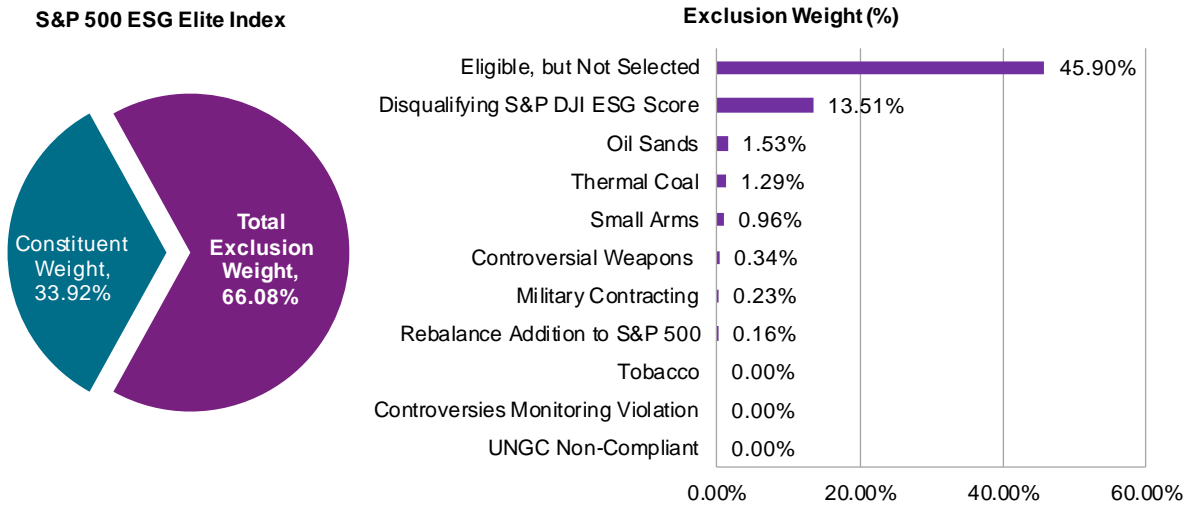 S&P 500 ESG Elite Index
Constituent
Weight,
33.92%
Total
Exclusion
Weight,
66.08%
Exclusion Weight (%)
Eligible, but Not Selected 45.90%
Disqualifying S&P DJI ESG Score 13.51%
Oil Sands 1.53%
Thermal Coal 1.29%
Small Arms 0.96%
Controversial Weapons 0.34%
Military Contracting 0.23%
Rebalance Addition to S&P 500 0.16%
Tobacco 0.00%
Controversies Monitoring Violation 0.00%
UNGC Non-Compliant 0.00%
0.00% 20.00% 40.00% 60.00%